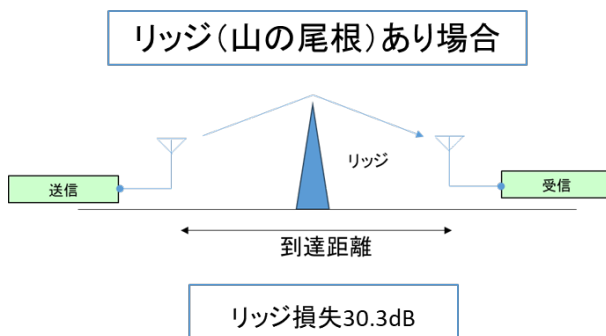 リッジ(山の尾根)あり場合
リッジ
送信
受信
到達距離
リッジ損失30.3dB